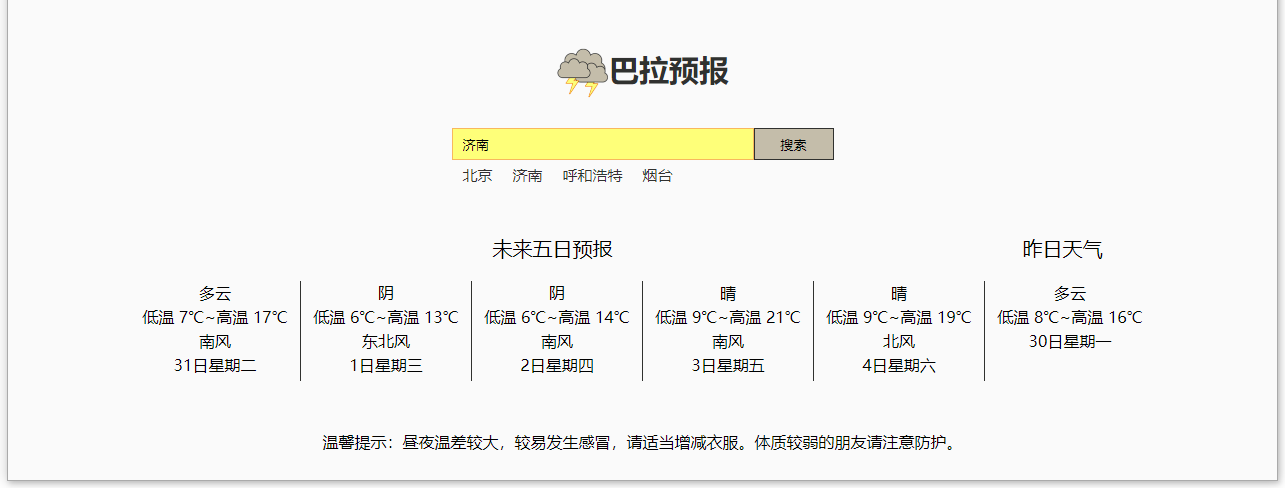 巴拉预报
济南
搜索
北京 济南 呼和浩特 烟台
未来五日预报 昨日天气
多云 阴 阴 晴 晴 多云
低温 7℃~高温 17℃ 低温 6℃~高温 13℃ 低温 6℃~高温 14℃ 低温 9℃~高温 21℃ 低温 9℃~高温 19℃ 低温 8℃~高温 16℃
南风 东北风 南风 南风 北风 30日星期一
31日星期二 1日星期三 2日星期四 3日星期五 4日星期六
温馨提示：昼夜温差较大，较易发生感冒，请适当增减衣服。体质较弱的朋友请注意防护。